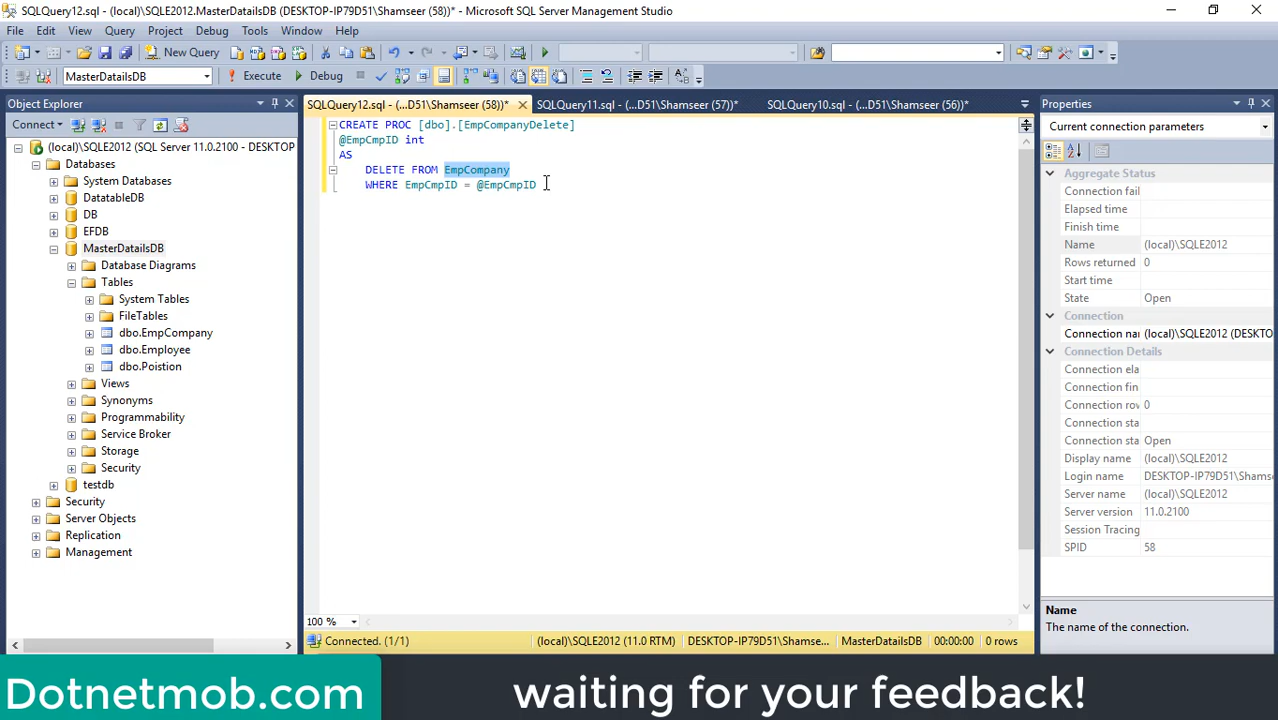 SQLQuery12.sql - (local)\SQLE2012.MasterDatailsDB (DESKTOP-IP79D51\Shamseer (58))* - Microsoft SQL Server Management Studio
File Edit View Query Project Debug Tools Window Help
New Query
MasterDatailsDB Execute Debug
Object Explorer
SQLQuery12.sql - (...D51\Shamseer (58))* SQLQuery11.sql - (...D51\Shamseer (57))* SQLQuery10.sql - (...D51\Shamseer (56))*
Properties
Connect
(local)\SQLE2012 (SQL Server 11.0.2100 - DESKTOP
Databases
System Databases
DatatableDB
DB
EFDB
MasterDatailsDB
Database Diagrams
Tables
System Tables
FileTables
dbo.EmpCompany
dbo.Employee
dbo.Poistion
Views
Synonyms
Programmability
Service Broker
Storage
Security
testdb
Security
Server Objects
Replication
Management
CREATE PROC [dbo].[EmpCompanyDelete]
@EmpCmpID int
AS
DELETE FROM EmpCompany
WHERE EmpCmpID = @EmpCmpID
100 %
Connected. (1/1) (local)\SQLE2012 (11.0 RTM) DESKTOP-IP79D51\Shamse... MasterDatailsDB 00:00:00 0 rows
Current connection parameters
Aggregate Status
Connection fail
Elapsed time
Finish time
Name (local)\SQLE2012
Rows returned 0
Start time
State Open
Connection
Connection nar (local)\SQLE2012 (DESKTO
Connection Details
Connection ela
Connection fin
Connection rov 0
Connection sta
Connection sta Open
Display name (local)\SQLE2012
Login name DESKTOP-IP79D51\Shamse
Server name (local)\SQLE2012
Server version 11.0.2100
Session Tracing
SPID 58
Name
The name of the connection.
Dotnetmob.com
waiting for your feedback!